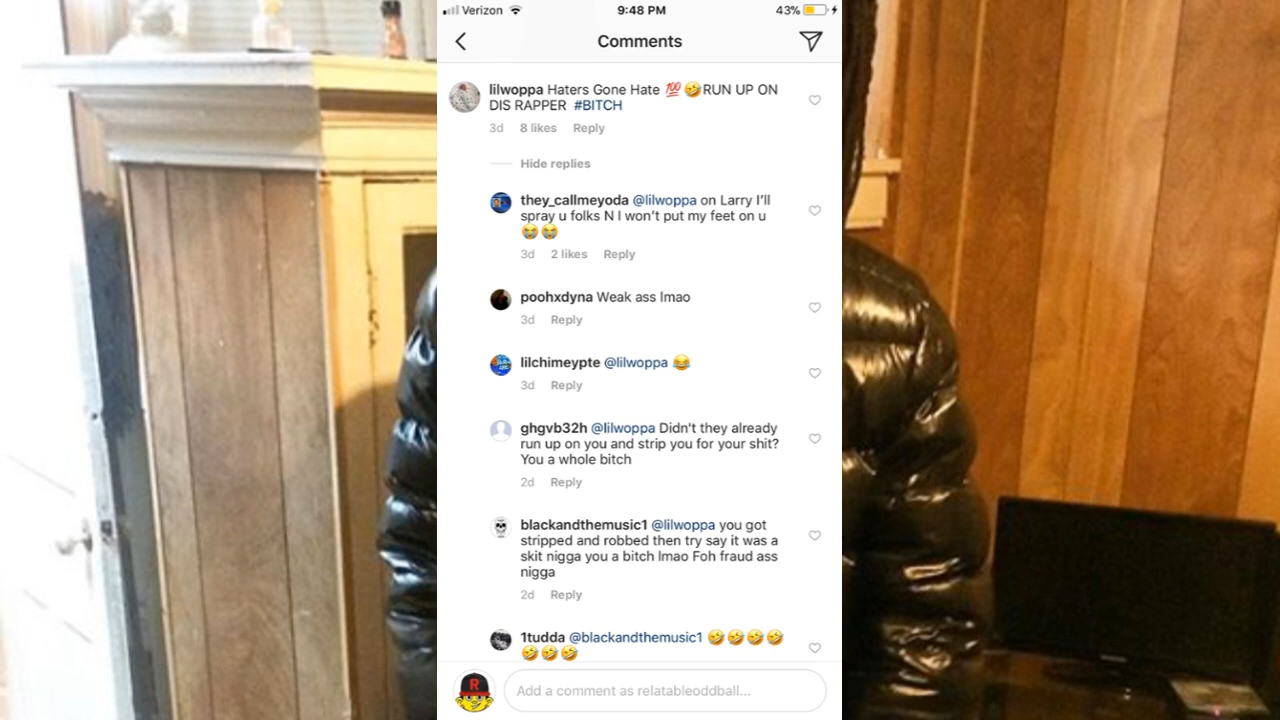 Verizon 9:48 PM 43%
Comments
lilwoppa Haters Gone Hate 💯🤣RUN UP ON
DIS RAPPER #BITCH
3d 8 likes Reply
Hide replies
they_callmeyoda @lilwoppa on Larry I'll
spray u folks N I won't put my feet on u
😭😭
3d 2 likes Reply
poohxdyna Weak ass lmao
3d Reply
lilchimeypte @lilwoppa 😂
3d Reply
ghgvb32h @lilwoppa Didn't they already
run up on you and strip you for your shit?
You a whole bitch
2d Reply
blackandthemusic1 @lilwoppa you got
stripped and robbed then try say it was a
skit nigga you a bitch lmao Foh fraud ass
nigga
2d Reply
1tudda @blackandthemusic1 🤣🤣🤣🤣
🤣🤣🤣
R
Add a comment as relatableoddball...